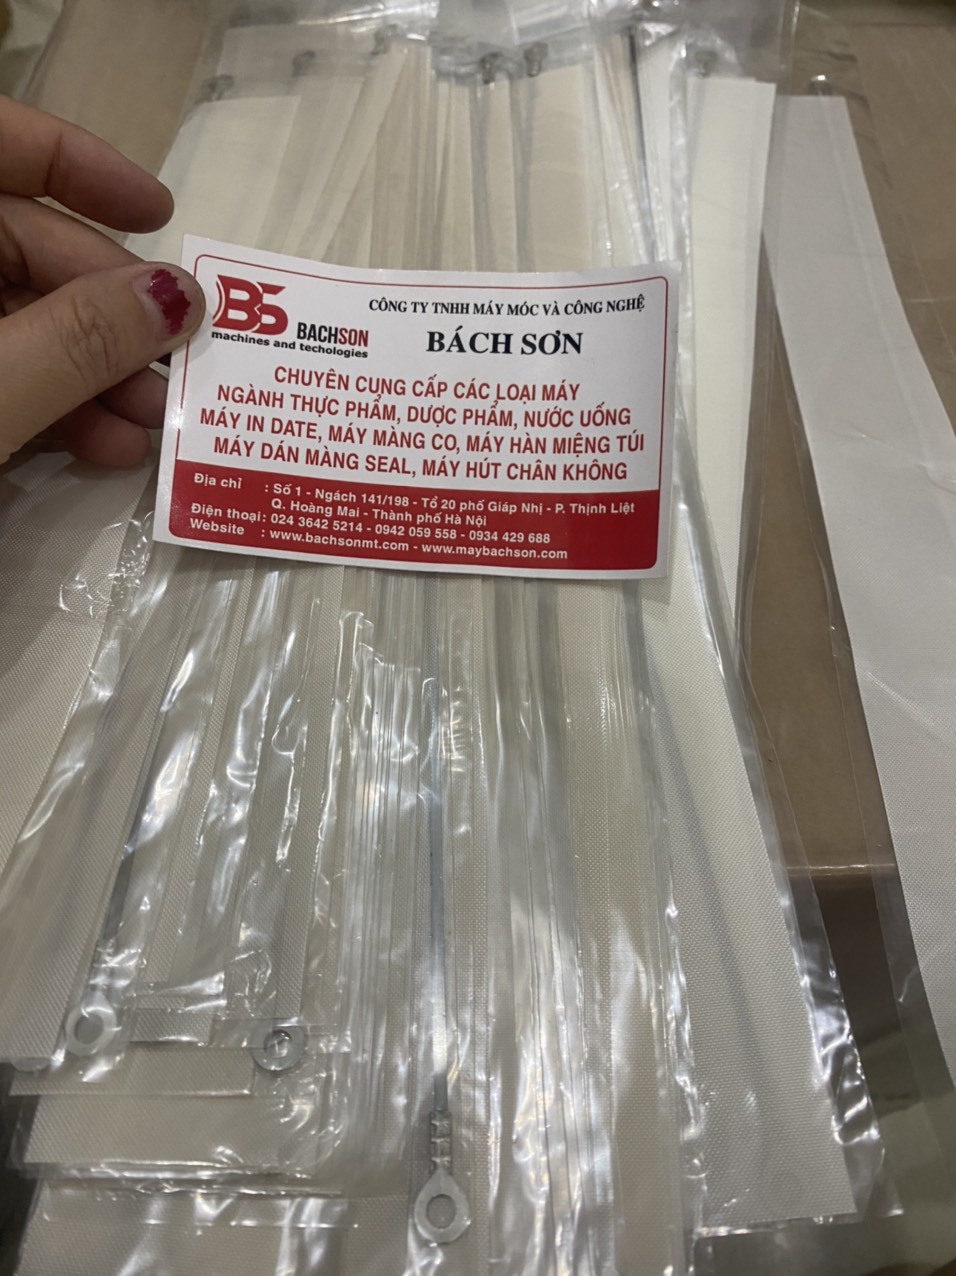 BS
BACHSON
machines and techologies
CÔNG TY TNHH MÁY MÓC VÀ CÔNG NGHỆ
BÁCH SƠN
CHUYÊN CUNG CẤP CÁC LOẠI MÁY
NGÀNH THỰC PHẨM, DƯỢC PHẨM, NƯỚC UỐNG
MÁY IN DATE, MÁY MÀNG CO, MÁY HÀN MIỆNG TÚI
MÁY DÁN MÀNG SEAL, MÁY HÚT CHÂN KHÔNG
Địa chỉ : Số 1 - Ngách 141/198 - Tổ 20 phố Giáp Nhị - P. Thịnh Liệt
Q. Hoàng Mai - Thành phố Hà Nội
Điện thoại : 024 3642 5214 - 0942 059 558 - 0934 429 688
Website : www.bachsonmt.com - www.maybachson.com